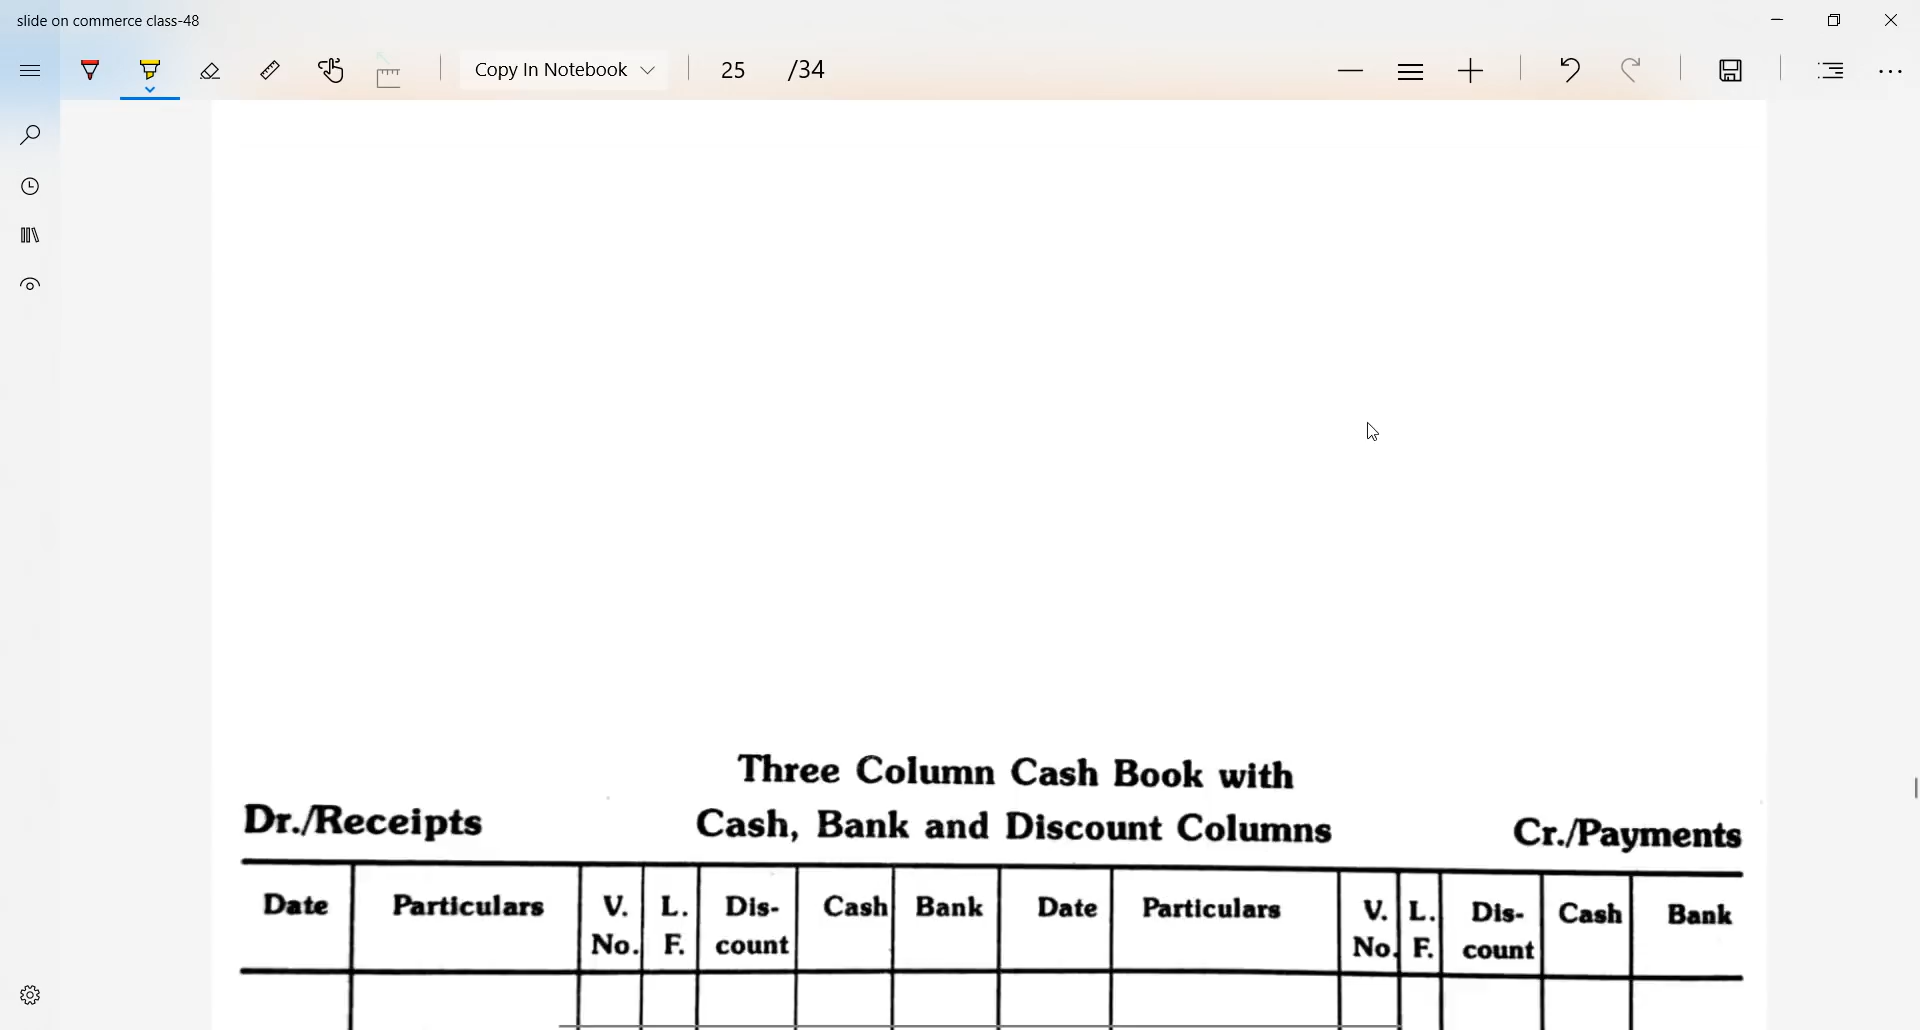 slide on commerce class-48
Copy In Notebook
25 /34
Three Column Cash Book with
Dr./Receipts Cash, Bank and Discount Columns Cr./Payments
Date Particulars V. L. Dis- Cash Bank Date Particulars V. L. Dis- Cash Bank
No. F. count No. F. count